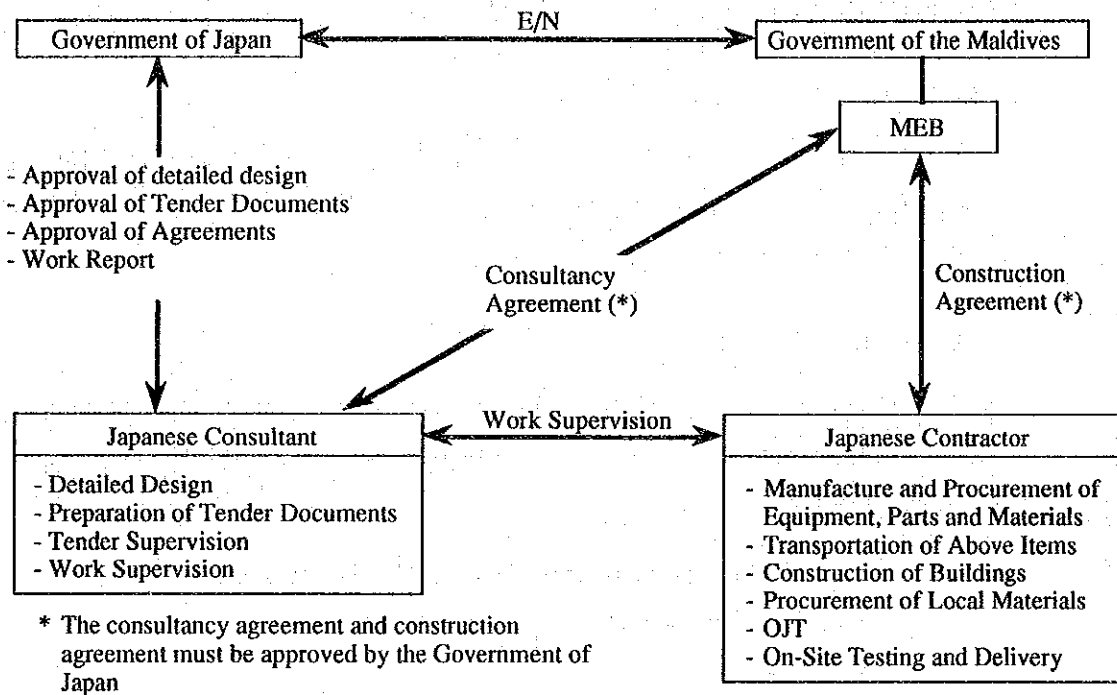 E/N
Government of Japan
Government of the Maldives
MEB
- Approval of detailed design
- Approval of Tender Documents
- Approval of Agreements
- Work Report
Consultancy
Agreement (*)
Construction
Agreement (*)
Work Supervision
Japanese Consultant
- Detailed Design
- Preparation of Tender Documents
- Tender Supervision
- Work Supervision
Japanese Contractor
- Manufacture and Procurement of
Equipment, Parts and Materials
- Transportation of Above Items
- Construction of Buildings
- Procurement of Local Materials
- OJT
- On-Site Testing and Delivery
* The consultancy agreement and construction
agreement must be approved by the Government of
Japan